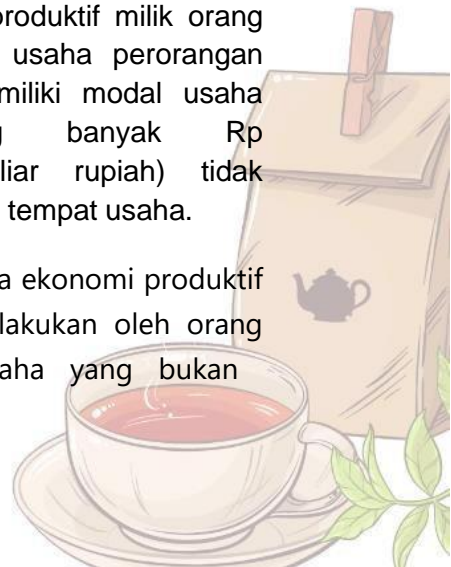 produktif milik orang
usaha perorangan
miliki modal usaha
banyak Rp
liar rupiah) tidak
tempat usaha.
a ekonomi produktif
lakukan oleh orang
aha yang bukan